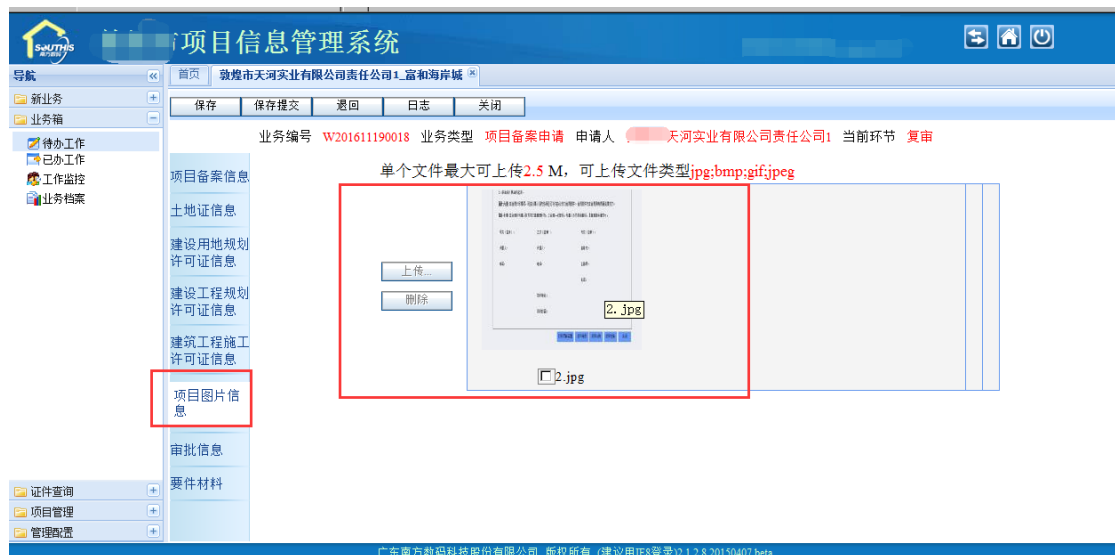 SOUTHIS
项目信息管理系统
导航
首页 敦煌市天河实业有限公司责任公司1_富和海岸城
新业务
业务箱
待办工作
已办工作
工作监控
业务档案
保存 保存提交 退回 日志 关闭
业务编号 W201611190018 业务类型 项目备案申请 申请人 天河实业有限公司责任公司1 当前环节 复审
单个文件最大可上传2.5 M，可上传文件类型jpg;bmp;gif;jpeg
项目备案信息
土地证信息
建设用地规划
许可证信息
建设工程规划
许可证信息
建筑工程施工
许可证信息
项目图片信
息
审批信息
要件材料
上传...
删除
2.jpg
2.jpg
证件查询
项目管理
管理配置
广东南方数码科技股份有限公司 版权所有 (建议用IE8登录)2.1.2.8.20150407.beta